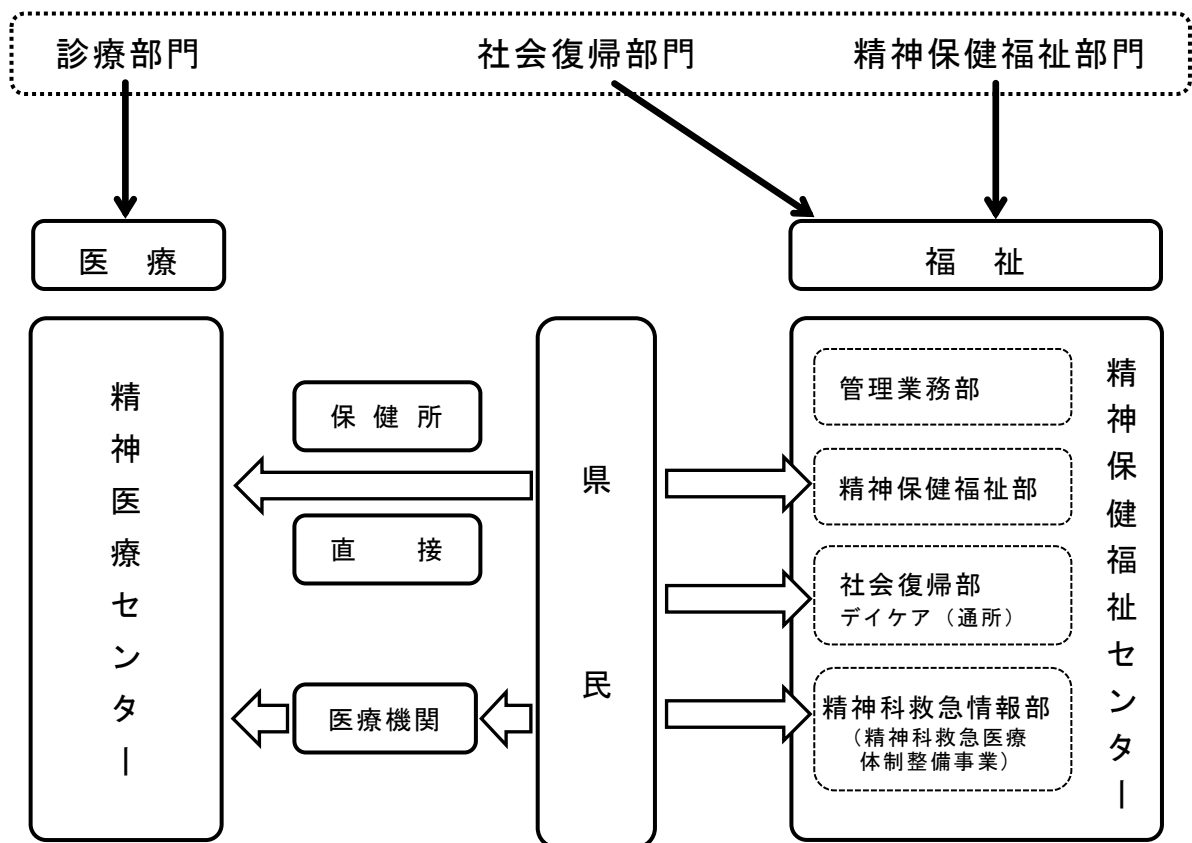 診療部門
社会復帰部門
精神保健福祉部門
医 療
福 祉
精神医療センター
保 健 所
直 接
医療機関
県 民
管理業務部
精神保健福祉部
社会復帰部
デイケア（通所）
精神科救急情報部
（精神科救急医療
体制整備事業）
精神保健福祉センター